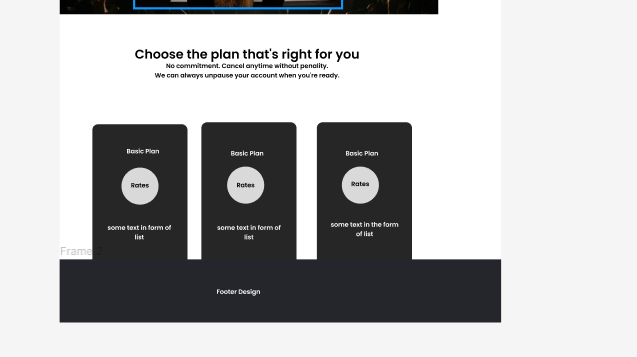 Choose the plan that's right for you
No commitment. Cancel anytime without penality.
We can always unpause your account when you're ready.
Basic Plan
Rates
some text in form of
list
Basic Plan
Rates
some text in form of
list
Basic Plan
Rates
some text in the form
of list
Frame 2
Footer Design